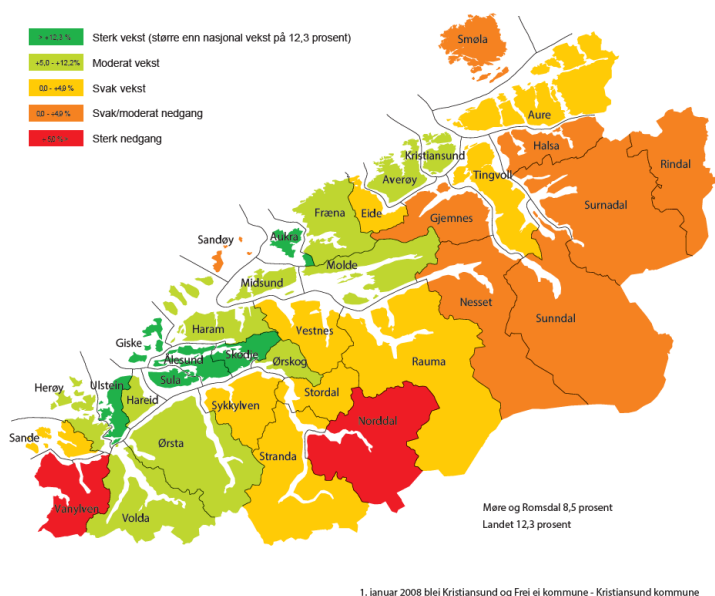 > +12,3 % Sterk vekst (større enn nasjonal vekst på 12,3 prosent)
+5,0 - +12,2% Moderat vekst
0,0 - +4,9 % Svak vekst
0,0 - +4,9 % Svak/moderat nedgang
Sterk nedgang
Smøla
Aure
Halsa
Kristiansund
Rindal
Averøy
Tingvoll
Surnadal
Fræna
Eide
Gjemnes
Sandøy
Aukra
Molde
Midsund
Nesset
Sunndal
Haram
Vestnes
Giske
Rauma
Ålesund
Skodje
Ørskog
Sula
Herøy
Ulstein
Hareid
Sykkylven
Stordal
Norddal
Sande
Ørsta
Stranda
Vanylven
Volda
Møre og Romsdal 8,5 prosent
Landet 12,3 prosent
1. januar 2008 blei Kristiansund og Frei ei kommune - Kristiansund kommune